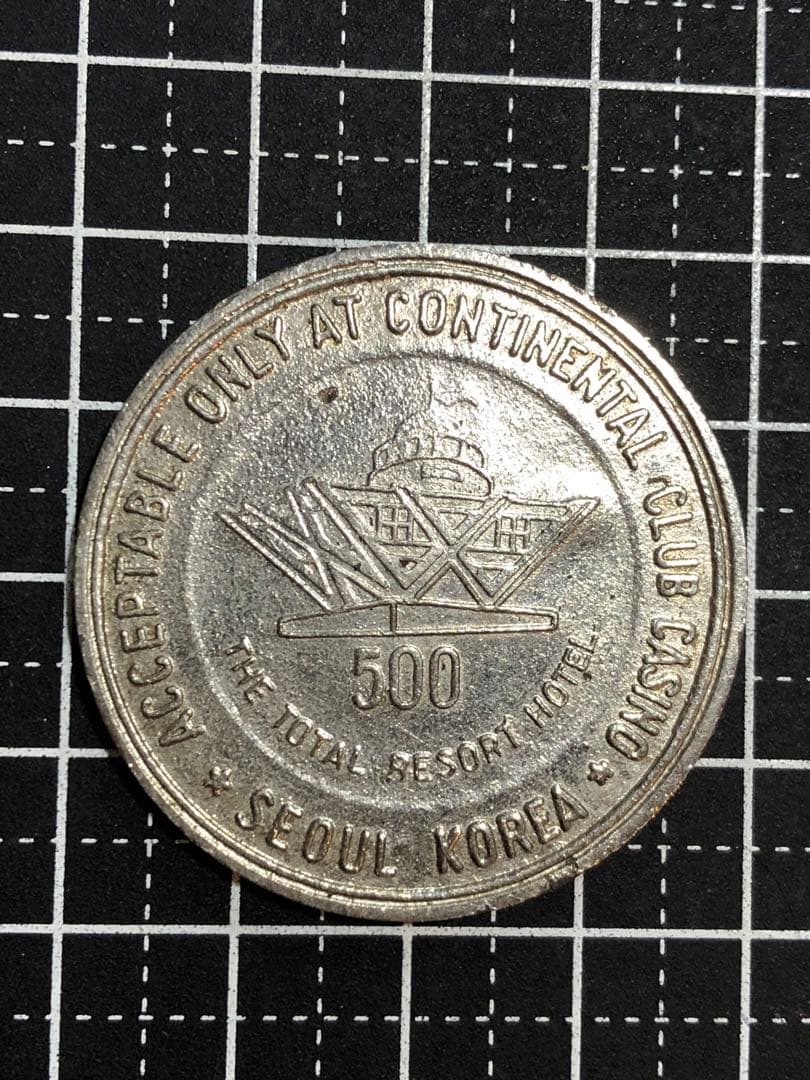 ACCEPTABLE ONLY AT CONTINENTAL CLUB CASINO
500
THE TOTAL RESORT HOTEL
* SEOUL KOREA *